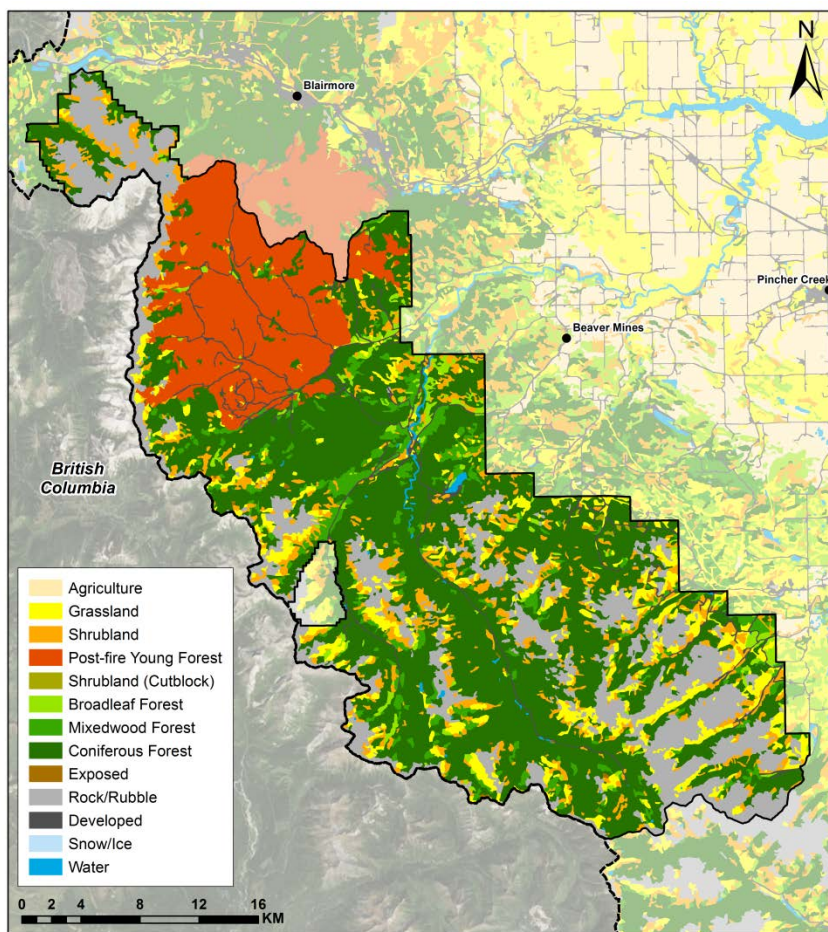 N
Blairmore
Pincher Creek
Beaver Mines
British
Columbia
Agriculture
Grassland
Shrubland
Post-fire Young Forest
Shrubland (Cutblock)
Broadleaf Forest
Mixedwood Forest
Coniferous Forest
Exposed
Rock/Rubble
Developed
Snow/Ice
Water
0 2 4 8 12 16
KM